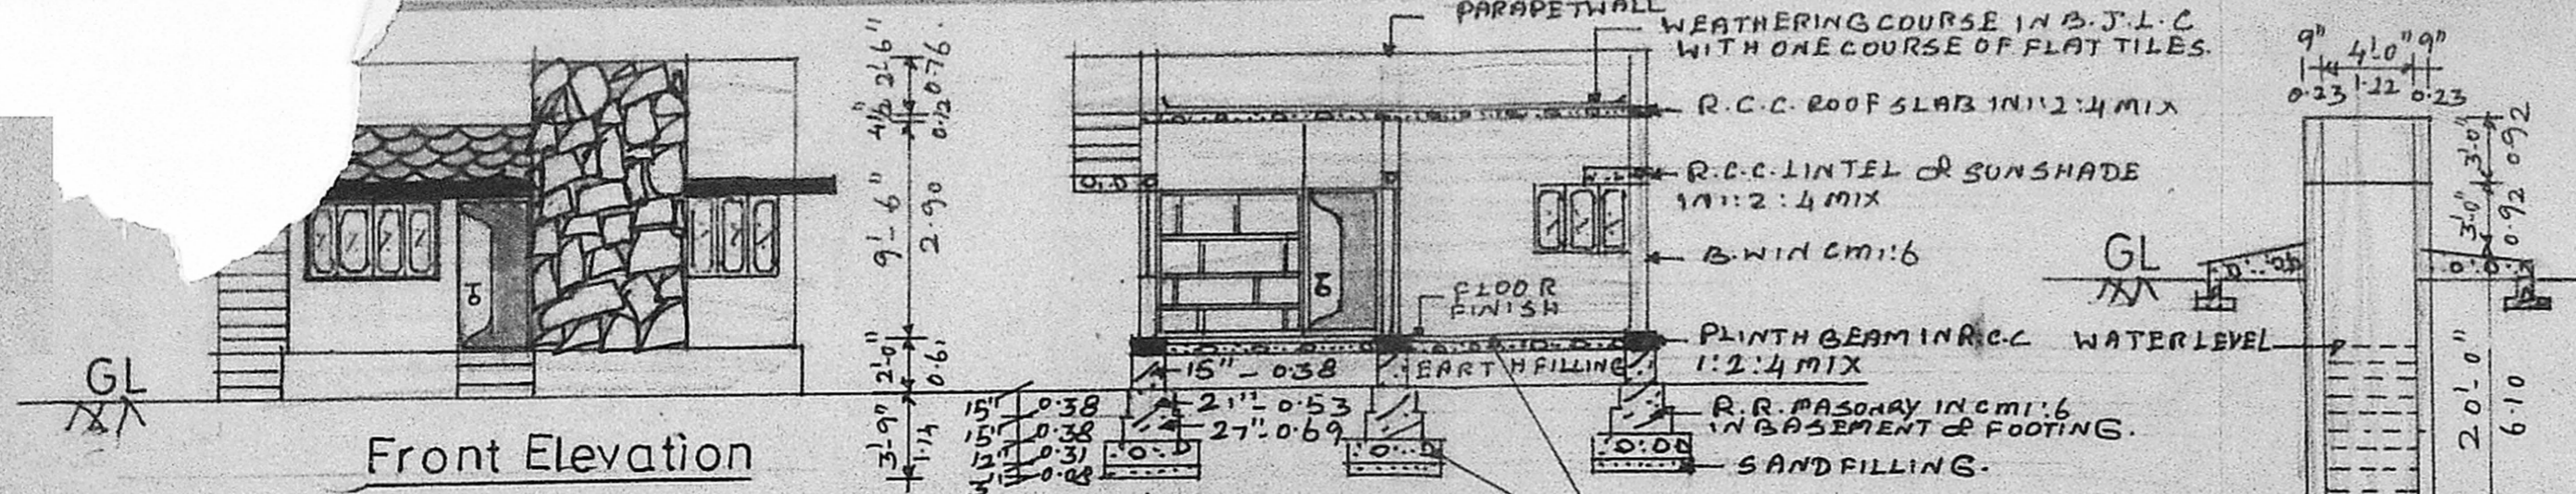 GL
Front Elevation
2'-6"
0.76
4½"
0.12
9'-6"
2.90
2'-0"
0.61
3'-9"
1.14
15" 0.38
15" 0.38
12" 0.31
3" 0.08
PARAPETWALL
WEATHERING COURSE IN B.J.L.C
WITH ONE COURSE OF FLAT TILES.
R.C.C. ROOF SLAB IN 1:2:4 MIX
R.C.C. LINTEL & SUNSHADE
IN 1:2:4 MIX
B.W IN CM 1:6
FLOOR
FINISH
PLINTH BEAM IN R.C.C
1:2:4 MIX
15" - 0.38
EARTH FILLING
21" - 0.53
27" - 0.69
R.R. MASONRY IN CM 1:6
IN BASEMENT & FOOTING.
SAND FILLING.
9" 4'-0" 9"
0.23 1.22 0.23
3'-0"
0.92
3'-0"
0.92
GL
WATER LEVEL
20'-0"
6.10